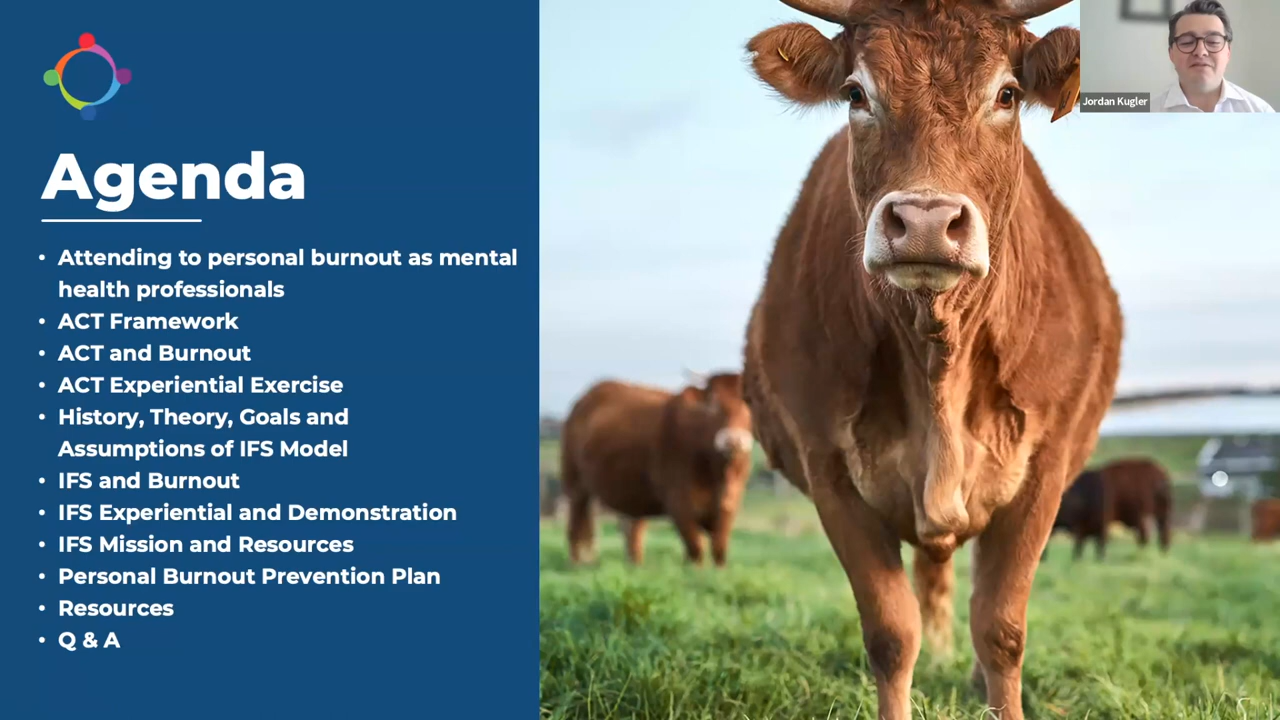 Jordan Kugler
Agenda
• Attending to personal burnout as mental
health professionals
• ACT Framework
• ACT and Burnout
• ACT Experiential Exercise
• History, Theory, Goals and
Assumptions of IFS Model
• IFS and Burnout
• IFS Experiential and Demonstration
• IFS Mission and Resources
• Personal Burnout Prevention Plan
• Resources
• Q & A